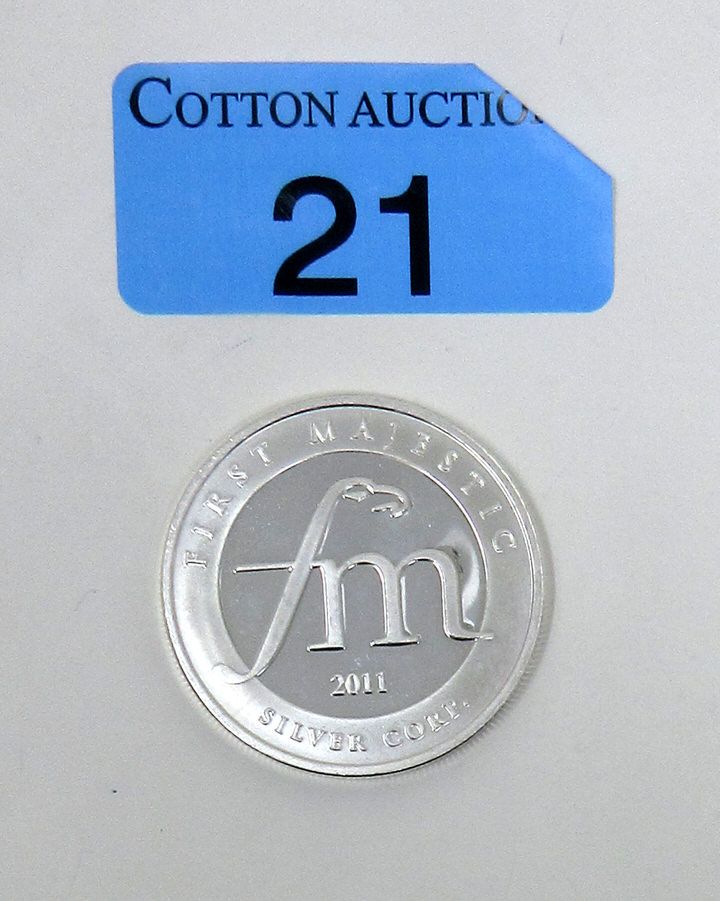 COTTON AUCTIO
21
FIRST MAJESTIC
fm
2011
SILVER CORP.